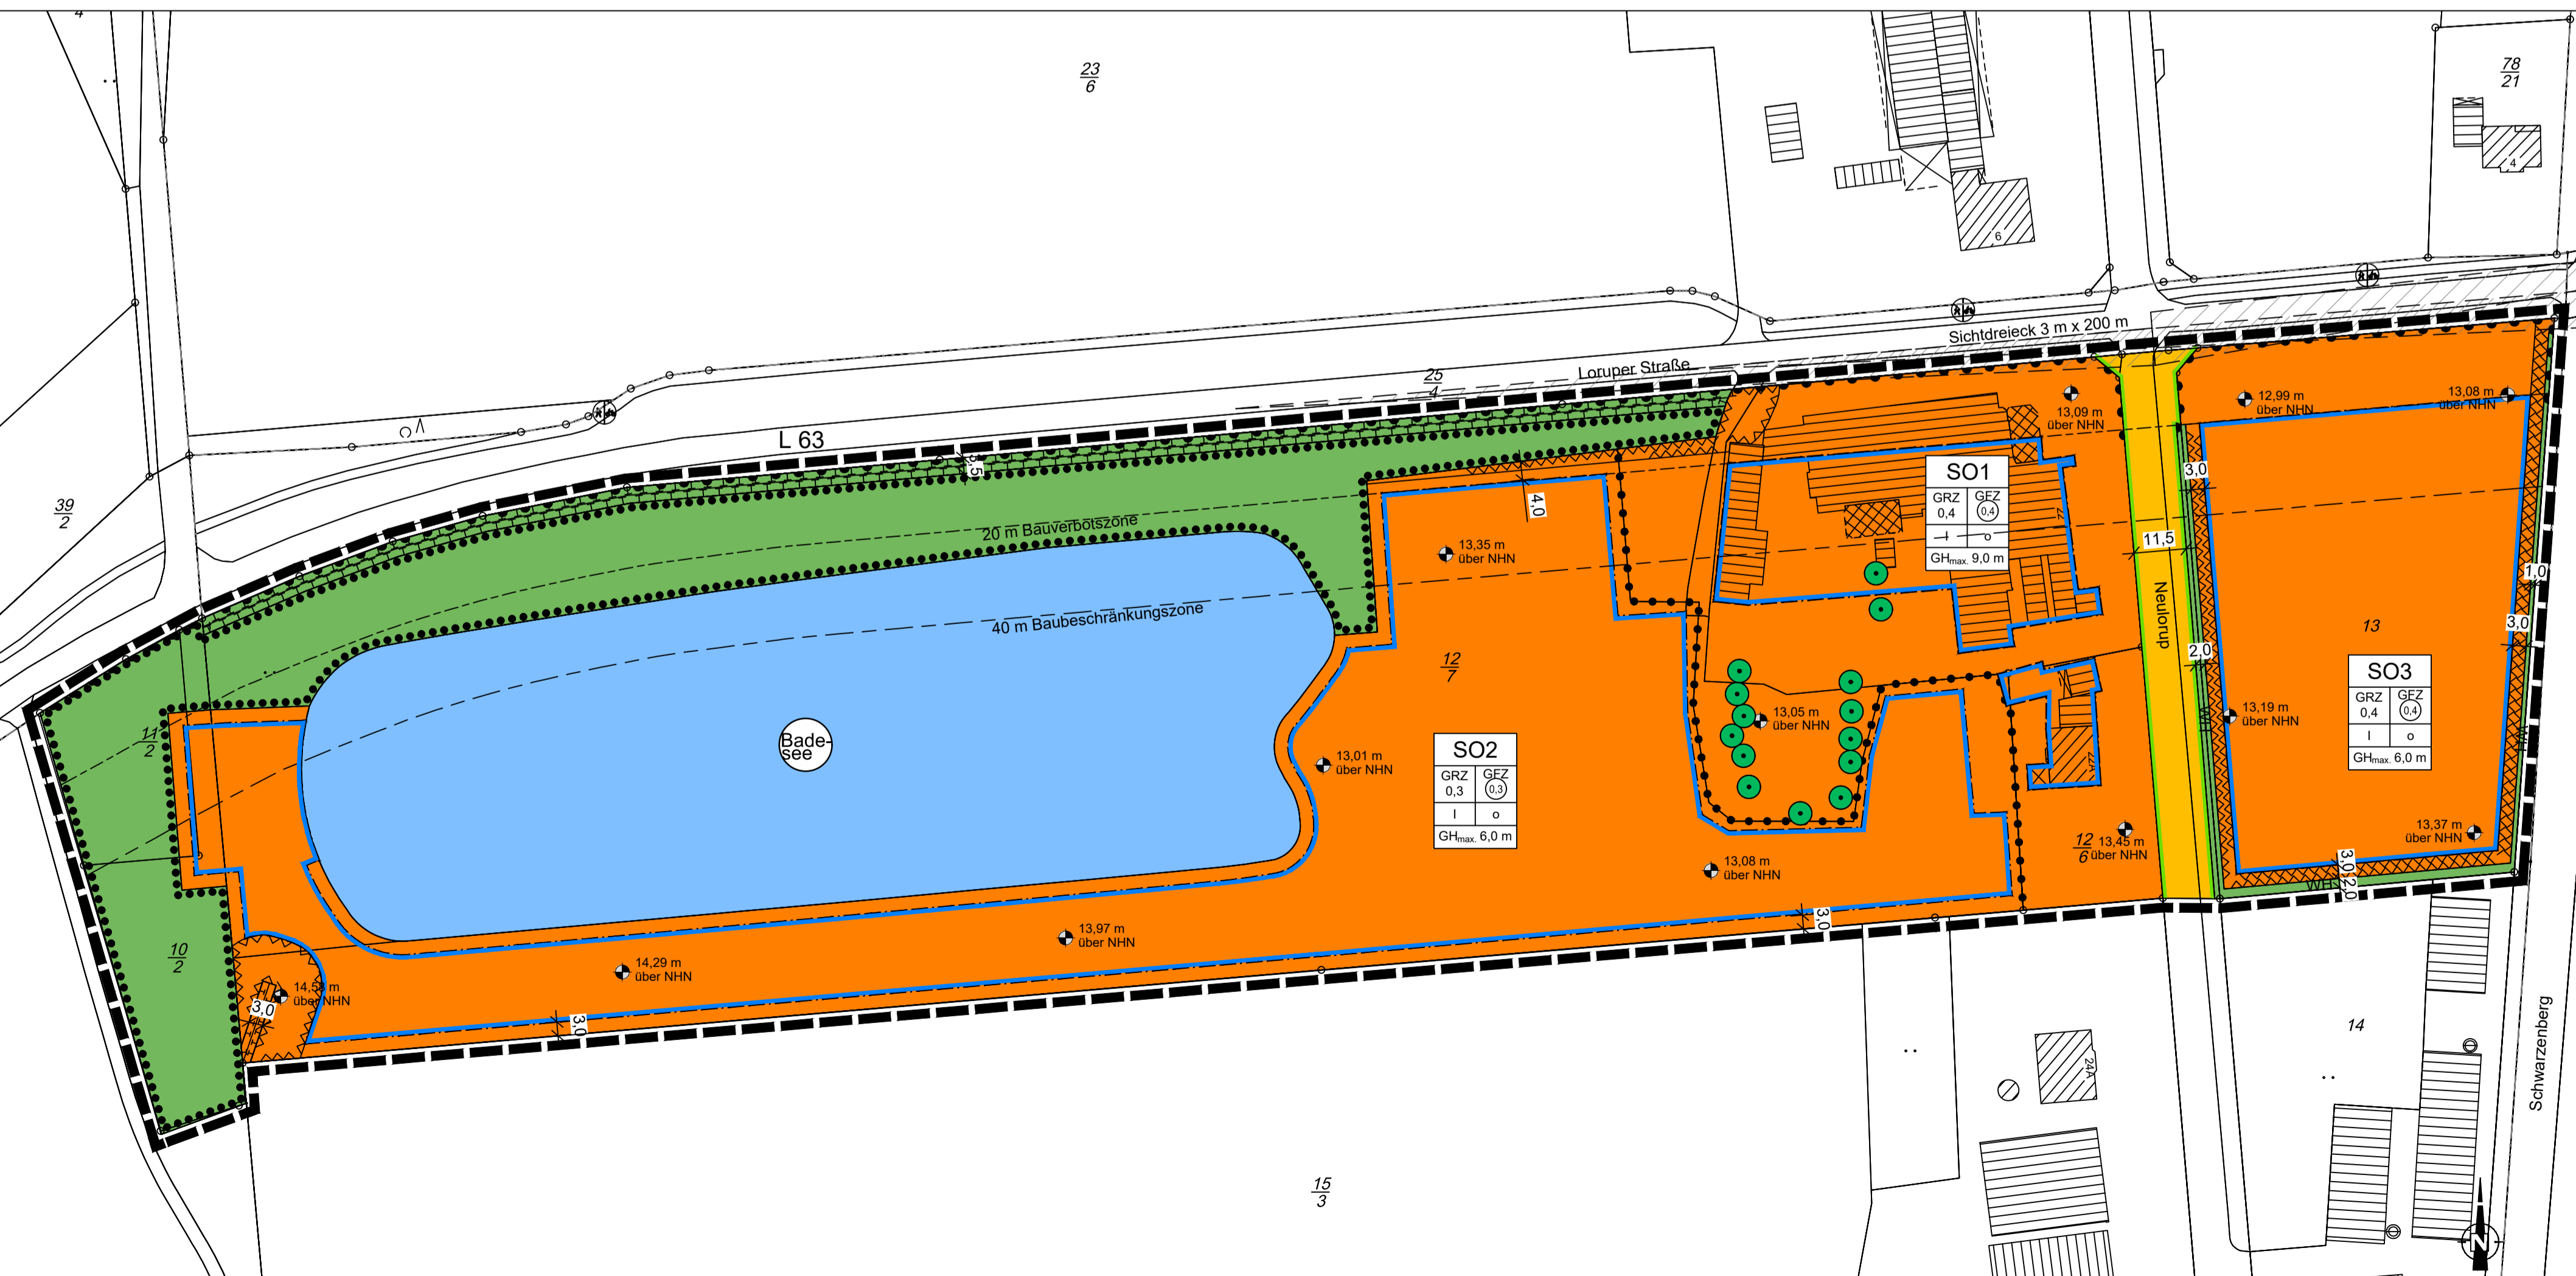 4
23
6
78
21
4
6
Sichtdreieck 3 m x 200 m
Loruper Straße
25
4
L 63
3,5
39
2
13,09 m
über NHN
12,99 m
über NHN
13,08 m
über NHN
20 m Bauverbotszone
40 m Baubeschränkungszone
4,0
13,35 m
über NHN
SO1
GRZ
0,4
GFZ
0,4
I
o
GHmax. 9,0 m
22
3,0
11,5
Neulorup
1,0
3,0
13
2,0
12
7
Bade-
see
11
2
13,05 m
über NHN
13,01 m
über NHN
SO2
GRZ
0,3
GFZ
0,3
I
o
GHmax. 6,0 m
SO3
GRZ
0,4
GFZ
0,4
I
o
GHmax. 6,0 m
13,19 m
über NHN
WH
WH
22A
12
6
13,45 m
über NHN
13,37 m
über NHN
3,0
2,0
WH
13,08 m
über NHN
3,0
13,97 m
über NHN
14,29 m
über NHN
10
2
über NHN
3,0
3,0
14
24A
Schwarzenberg
15
3
N